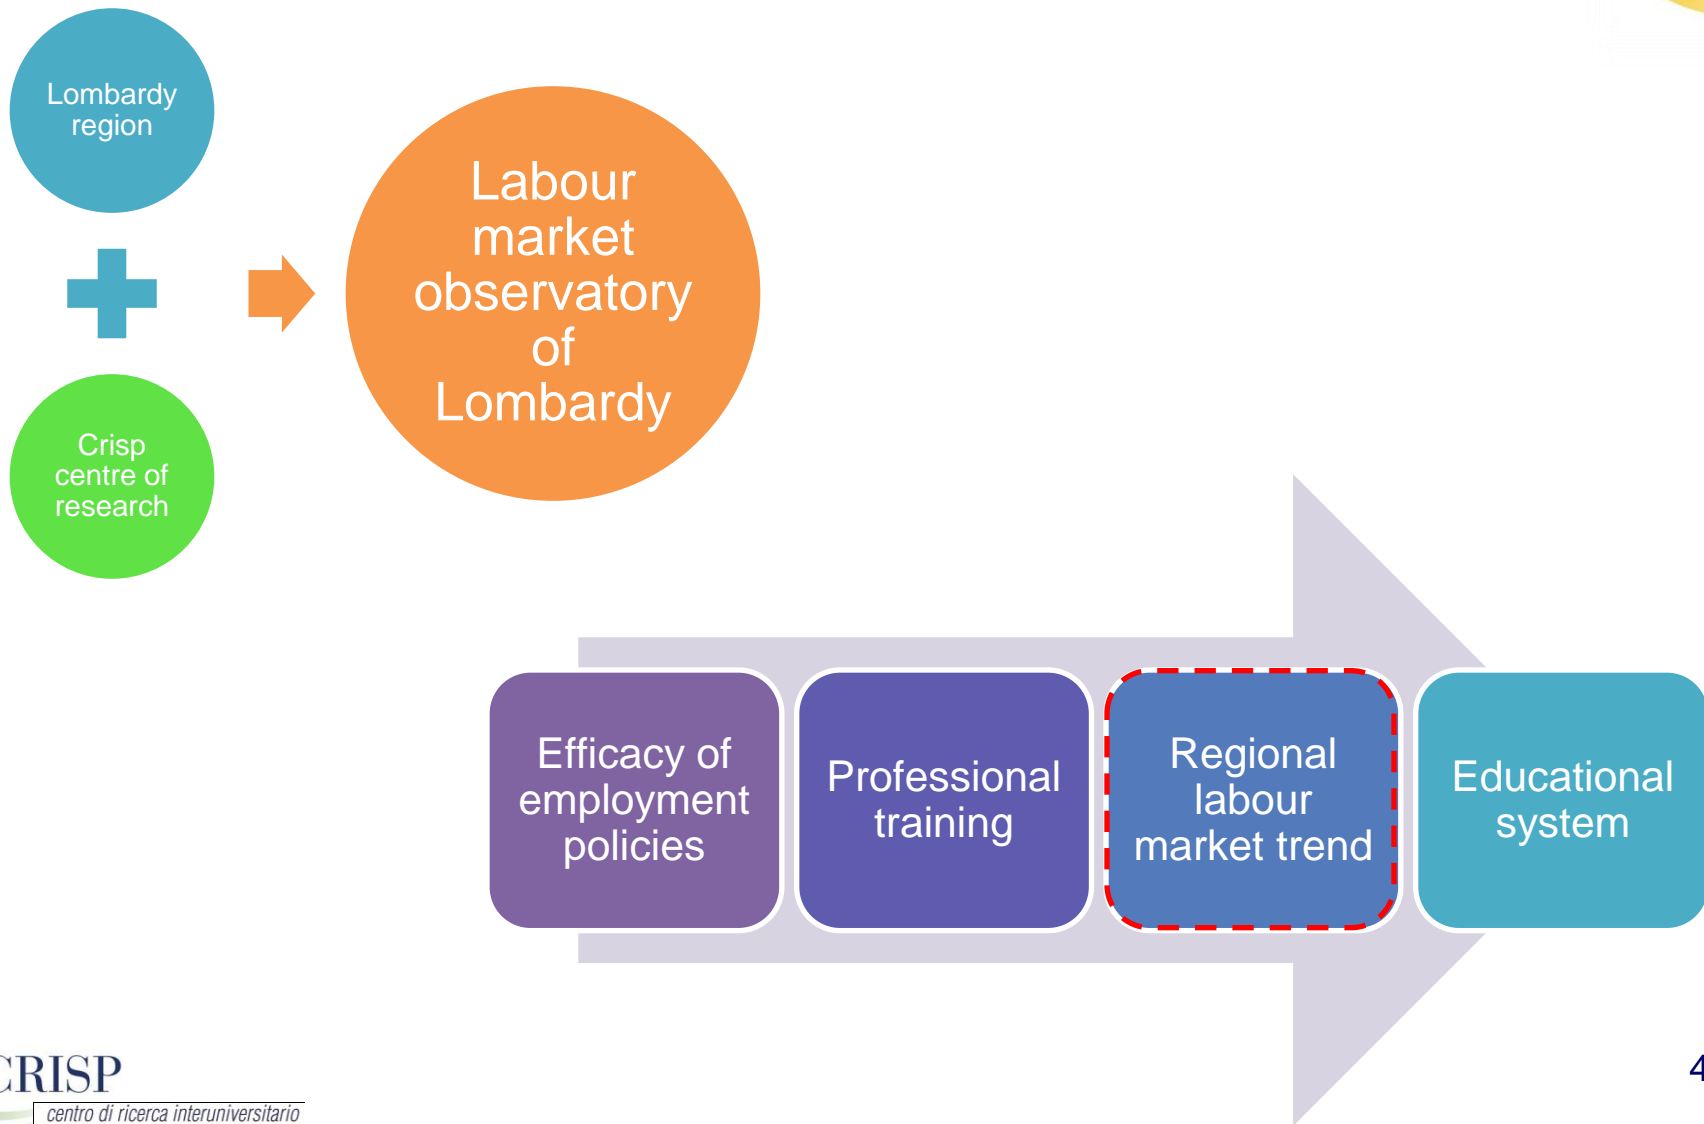 Lombardy
region
Crisp
centre of
research
Labour
market
observatory
of
Lombardy
Efficacy of
employment
policies
Professional
training
Regional
labour
market trend
Educational
system
CRISP
centro di ricerca interuniversitario
4